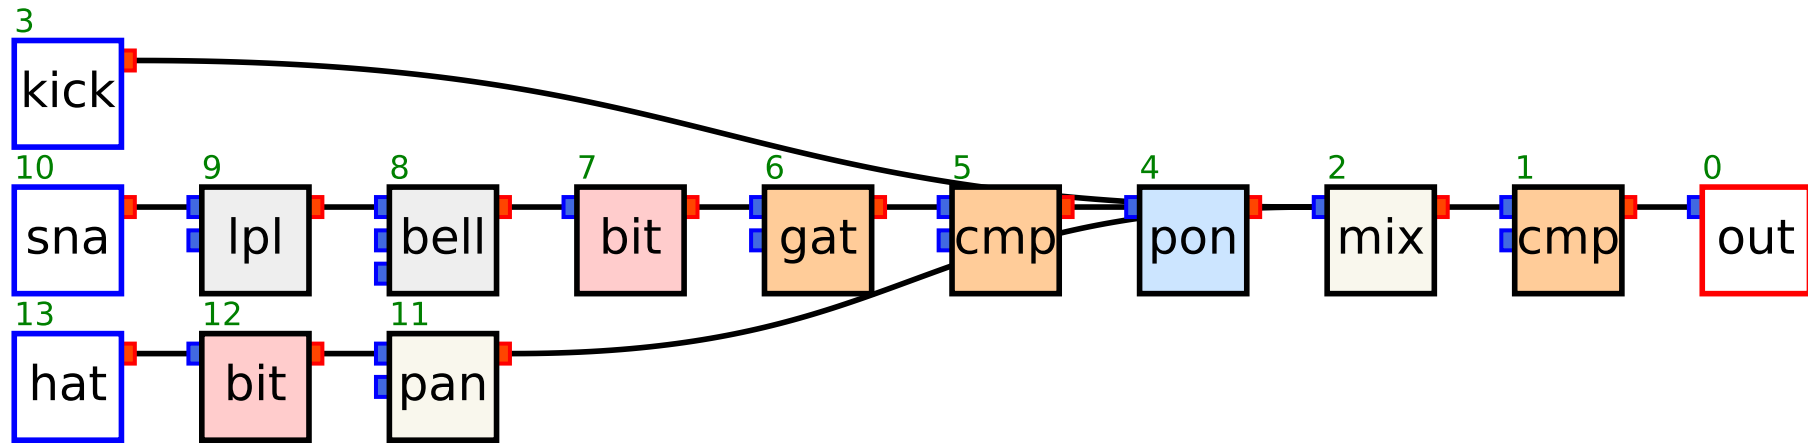 3
kick
10 9 8 7 6 5 4 2 1 0
sna lpl bell bit gat cmp pon mix cmp out
13 12 11
hat bit pan